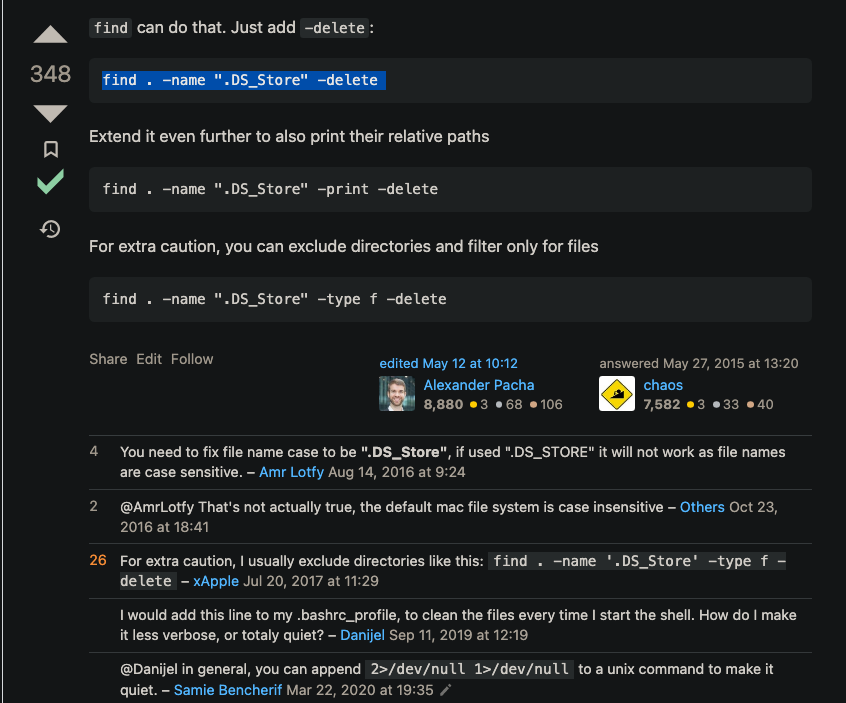 find can do that. Just add -delete:
348
find . -name ".DS_Store" -delete
Extend it even further to also print their relative paths
find . -name ".DS_Store" -print -delete
For extra caution, you can exclude directories and filter only for files
find . -name ".DS_Store" -type f -delete
Share Edit Follow
edited May 12 at 10:12
Alexander Pacha
8,880 ●3 ●68 ●106
answered May 27, 2015 at 13:20
chaos
7,582 ●3 ●33 ●40
4 You need to fix file name case to be ".DS_Store", if used ".DS_STORE" it will not work as file names
are case sensitive. – Amr Lotfy Aug 14, 2016 at 9:24
2 @AmrLotfy That's not actually true, the default mac file system is case insensitive – Others Oct 23,
2016 at 18:41
26 For extra caution, I usually exclude directories like this: find . -name '.DS_Store' -type f -
delete – xApple Jul 20, 2017 at 11:29
I would add this line to my .bashrc_profile, to clean the files every time I start the shell. How do I make
it less verbose, or totaly quiet? – Danijel Sep 11, 2019 at 12:19
@Danijel in general, you can append 2>/dev/null 1>/dev/null to a unix command to make it
quiet. – Samie Bencherif Mar 22, 2020 at 19:35